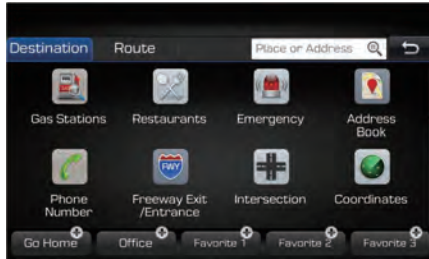 Destination Route Place or Address
Gas Stations Restaurants Emergency Address
Book
FWY
Phone Freeway Exit Intersection Coordinates
Number /Entrance
Go Home Office Favorite 1 Favorite 2 Favorite 3